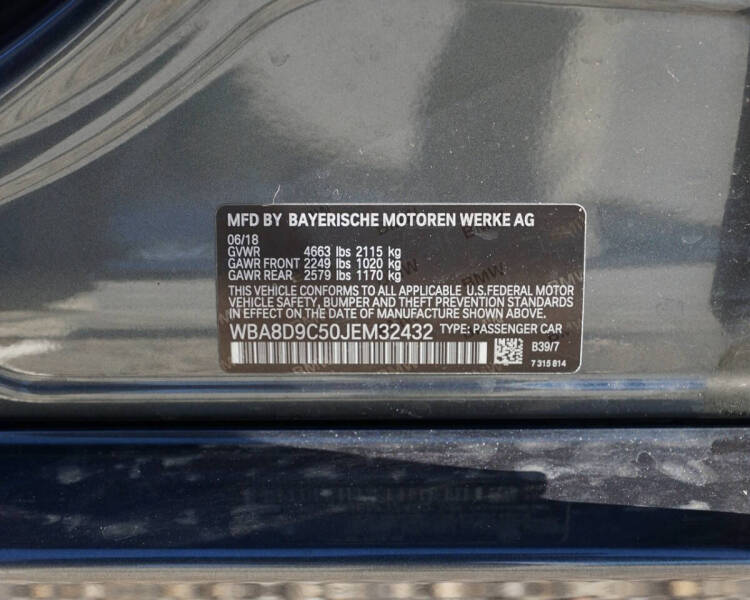 MFD BY BAYERISCHE MOTOREN WERKE AG
06/18
GVWR 4663 lbs 2115 kg
GAWR FRONT 2249 lbs 1020 kg
GAWR REAR 2579 lbs 1170 kg
THIS VEHICLE CONFORMS TO ALL APPLICABLE U.S.FEDERAL MOTOR
VEHICLE SAFETY, BUMPER AND THEFT PREVENTION STANDARDS
IN EFFECT ON THE DATE OF MANUFACTURE SHOWN ABOVE.
WBA8D9C50JEM32432 TYPE: PASSENGER CAR
B39/7
7 315 814